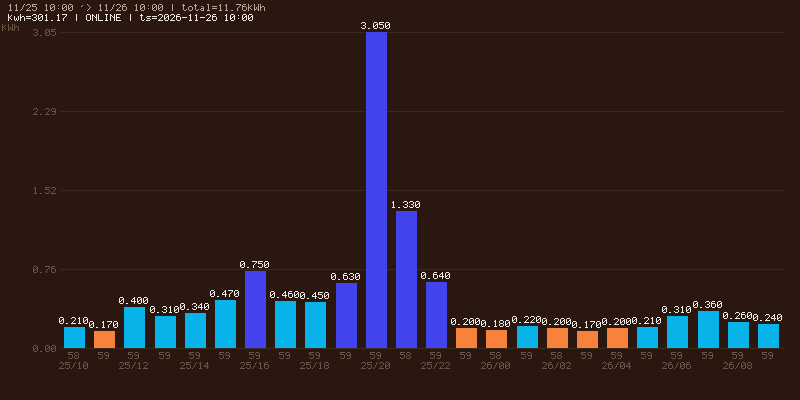 11/25 10:00 -> 11/26 10:00 | total=11.76kWh
kWh=301.17 | ONLINE | ts=2026-11-26 10:00
kWh
3.05
2.29
1.52
0.76
0.00
0.210 0.170 0.400 0.310 0.340 0.470 0.750 0.460 0.450 0.630 3.050 1.330 0.640 0.200 0.180 0.220 0.200 0.170 0.200 0.210 0.310 0.360 0.260 0.240
58 59 59 59 59 59 59 59 59 59 59 58 59 59 59 59 58 59 59 59 59 59 59 59
25/10 25/12 25/14 25/16 25/18 25/20 25/22 26/00 26/02 26/04 26/06 26/08